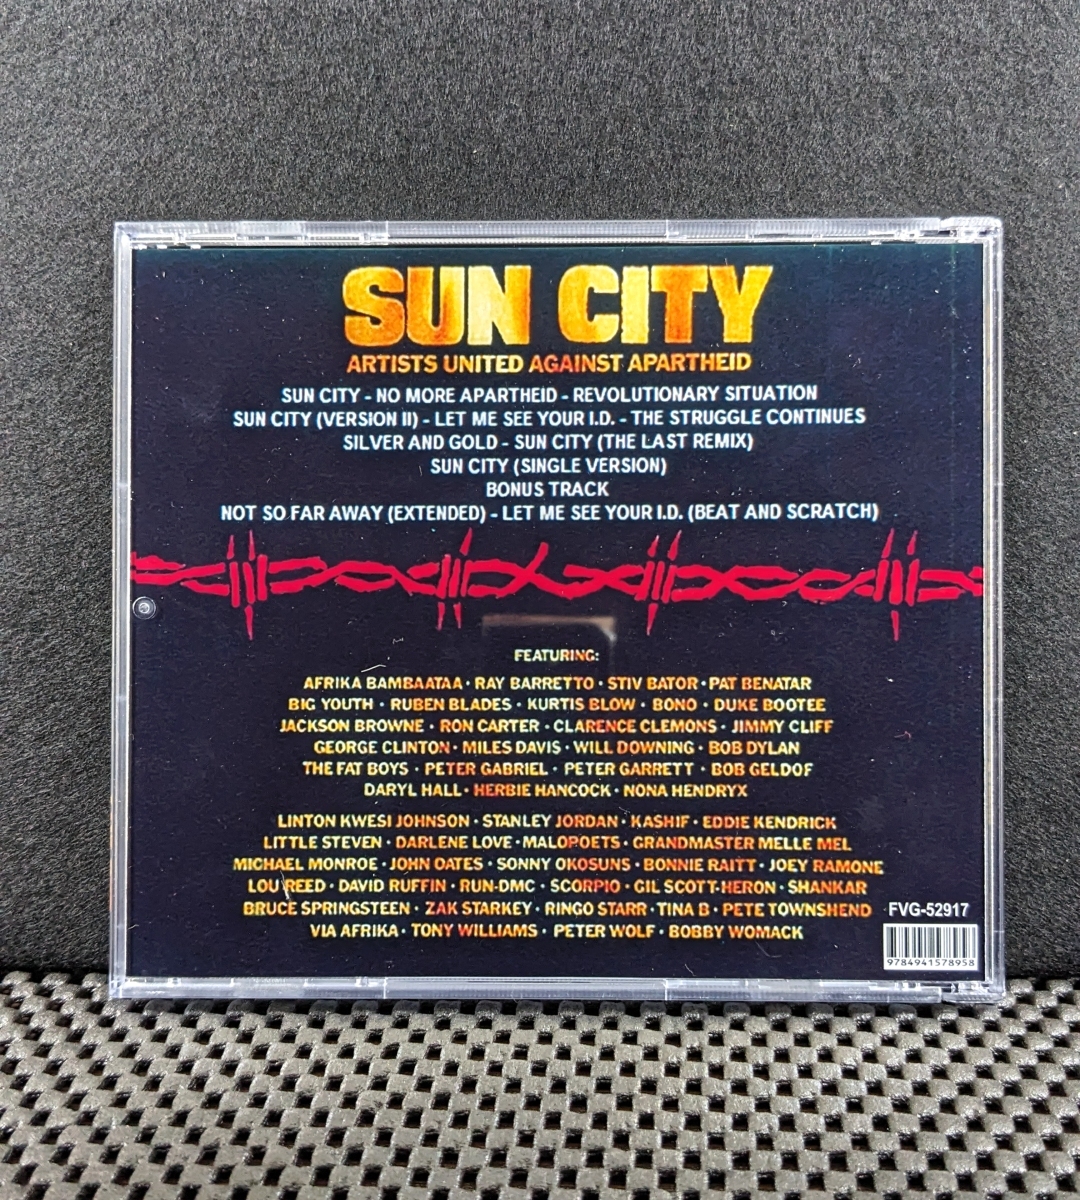 SUN CITY
ARTISTS UNITED AGAINST APARTHEID
SUN CITY - NO MORE APARTHEID - REVOLUTIONARY SITUATION
SUN CITY (VERSION II) - LET ME SEE YOUR I.D. - THE STRUGGLE CONTINUES
SILVER AND GOLD - SUN CITY (THE LAST REMIX)
SUN CITY (SINGLE VERSION)
BONUS TRACK
NOT SO FAR AWAY (EXTENDED) - LET ME SEE YOUR I.D. (BEAT AND SCRATCH)
FEATURING:
AFRIKA BAMBAATAA · RAY BARRETTO · STIV BATOR · PAT BENATAR
BIG YOUTH · RUBEN BLADES · KURTIS BLOW · BONO · DUKE BOOTEE
JACKSON BROWNE · RON CARTER · CLARENCE CLEMONS · JIMMY CLIFF
GEORGE CLINTON · MILES DAVIS · WILL DOWNING · BOB DYLAN
THE FAT BOYS · PETER GABRIEL · PETER GARRETT · BOB GELDOF
DARYL HALL · HERBIE HANCOCK · NONA HENDRYX
LINTON KWESI JOHNSON · STANLEY JORDAN · KASHIF · EDDIE KENDRICK
LITTLE STEVEN · DARLENE LOVE · MALOPOETS · GRANDMASTER MELLE MEL
MICHAEL MONROE · JOHN OATES · SONNY OKOSUNS · BONNIE RAITT · JOEY RAMONE
LOU REED · DAVID RUFFIN · RUN-DMC · SCORPIO · GIL SCOTT-HERON · SHANKAR
BRUCE SPRINGSTEEN · ZAK STARKEY · RINGO STARR · TINA B · PETE TOWNSHEND
VIA AFRIKA · TONY WILLIAMS · PETER WOLF · BOBBY WOMACK
FVG-52917
9784941578958